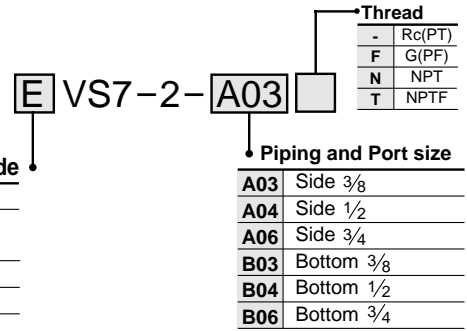 Thread
- Rc(PT)
F G(PF)
N NPT
T NPTF
E VS7-2-A03
de
Piping and Port size
A03 Side 3/8
A04 Side 1/2
A06 Side 3/4
B03 Bottom 3/8
B04 Bottom 1/2
B06 Bottom 3/4